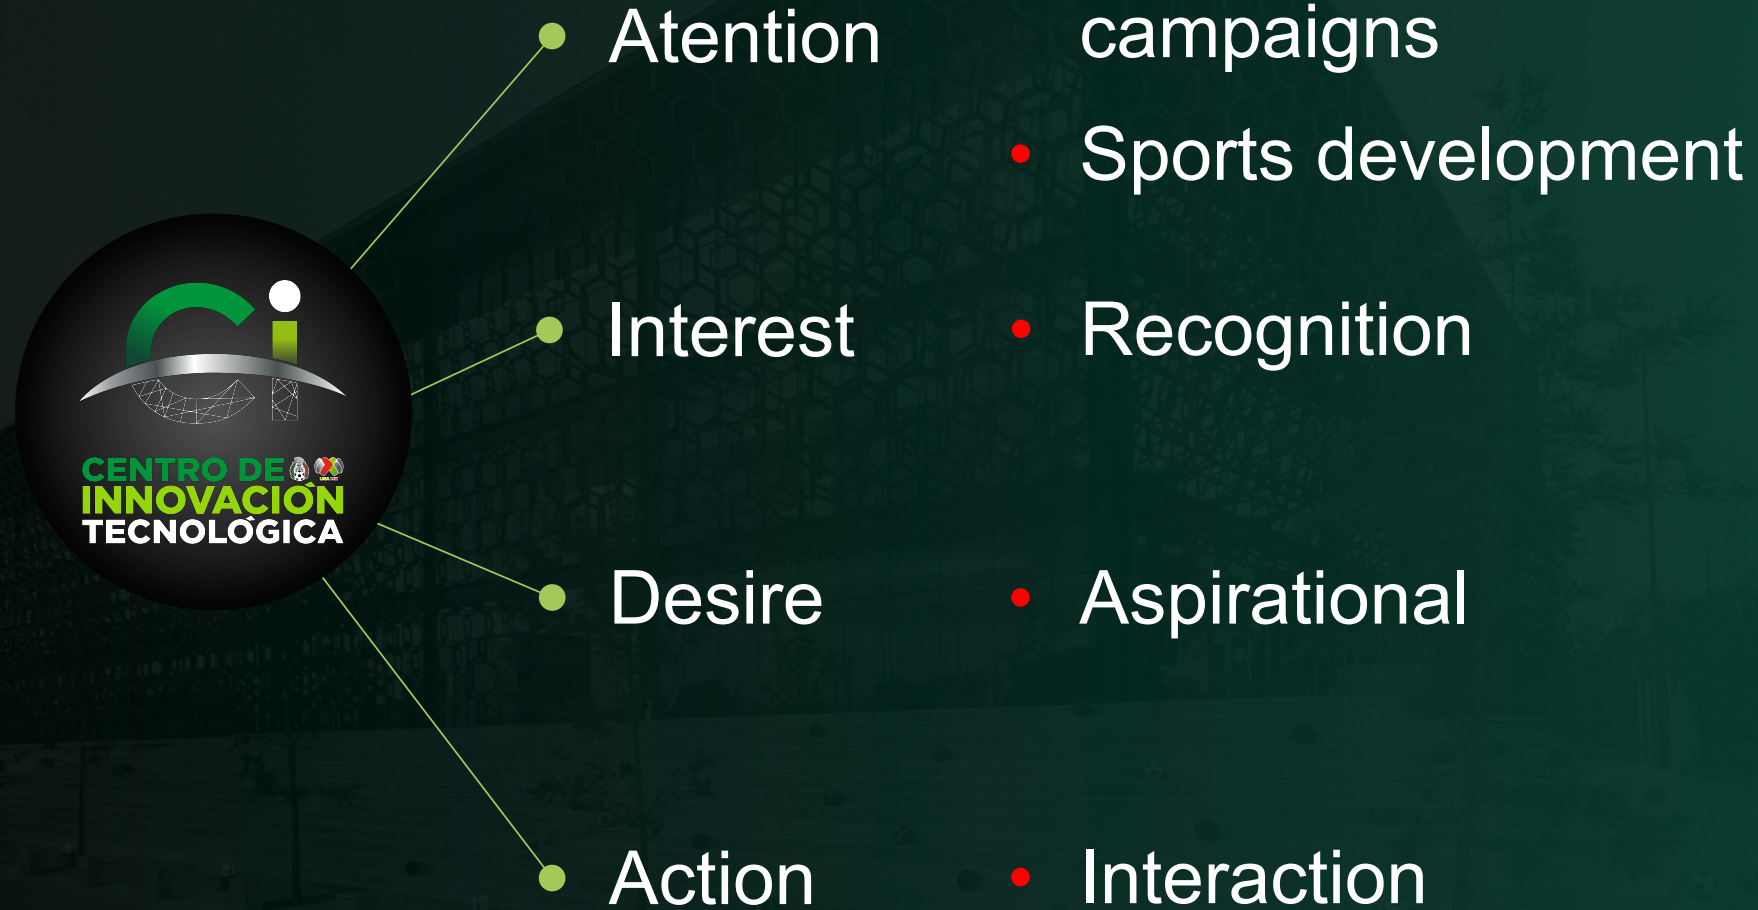 Atention
campaigns
Sports development
Interest
Recognition
CENTRO DE
INNOVACIÓN
TECNOLÓGICA
Desire
Aspirational
Action
Interaction